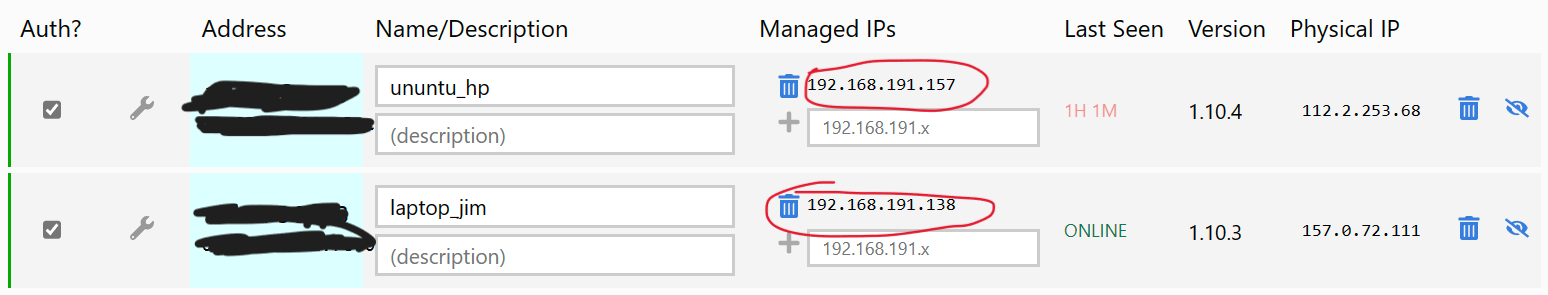 Auth? Address Name/Description Managed IPs Last Seen Version Physical IP
ununtu_hp 192.168.191.157
1H 1M 1.10.4 112.2.253.68
(description) 192.168.191.x
laptop_jim 192.168.191.138
ONLINE 1.10.3 157.0.72.111
(description) 192.168.191.x